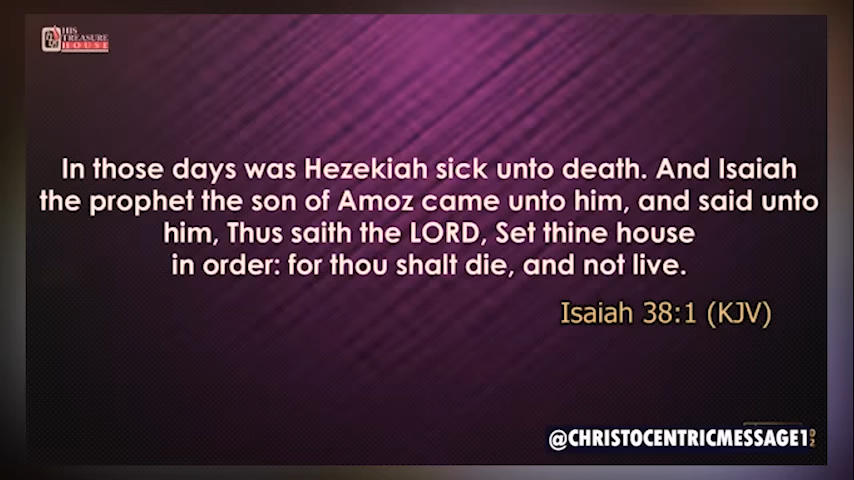 HIS
TREASURE
HOUSE
In those days was Hezekiah sick unto death. And Isaiah
the prophet the son of Amoz came unto him, and said unto
him, Thus saith the LORD, Set thine house
in order: for thou shalt die, and not live.
Isaiah 38:1 (KJV)
@CHRISTOCENTRICMESSAGE1